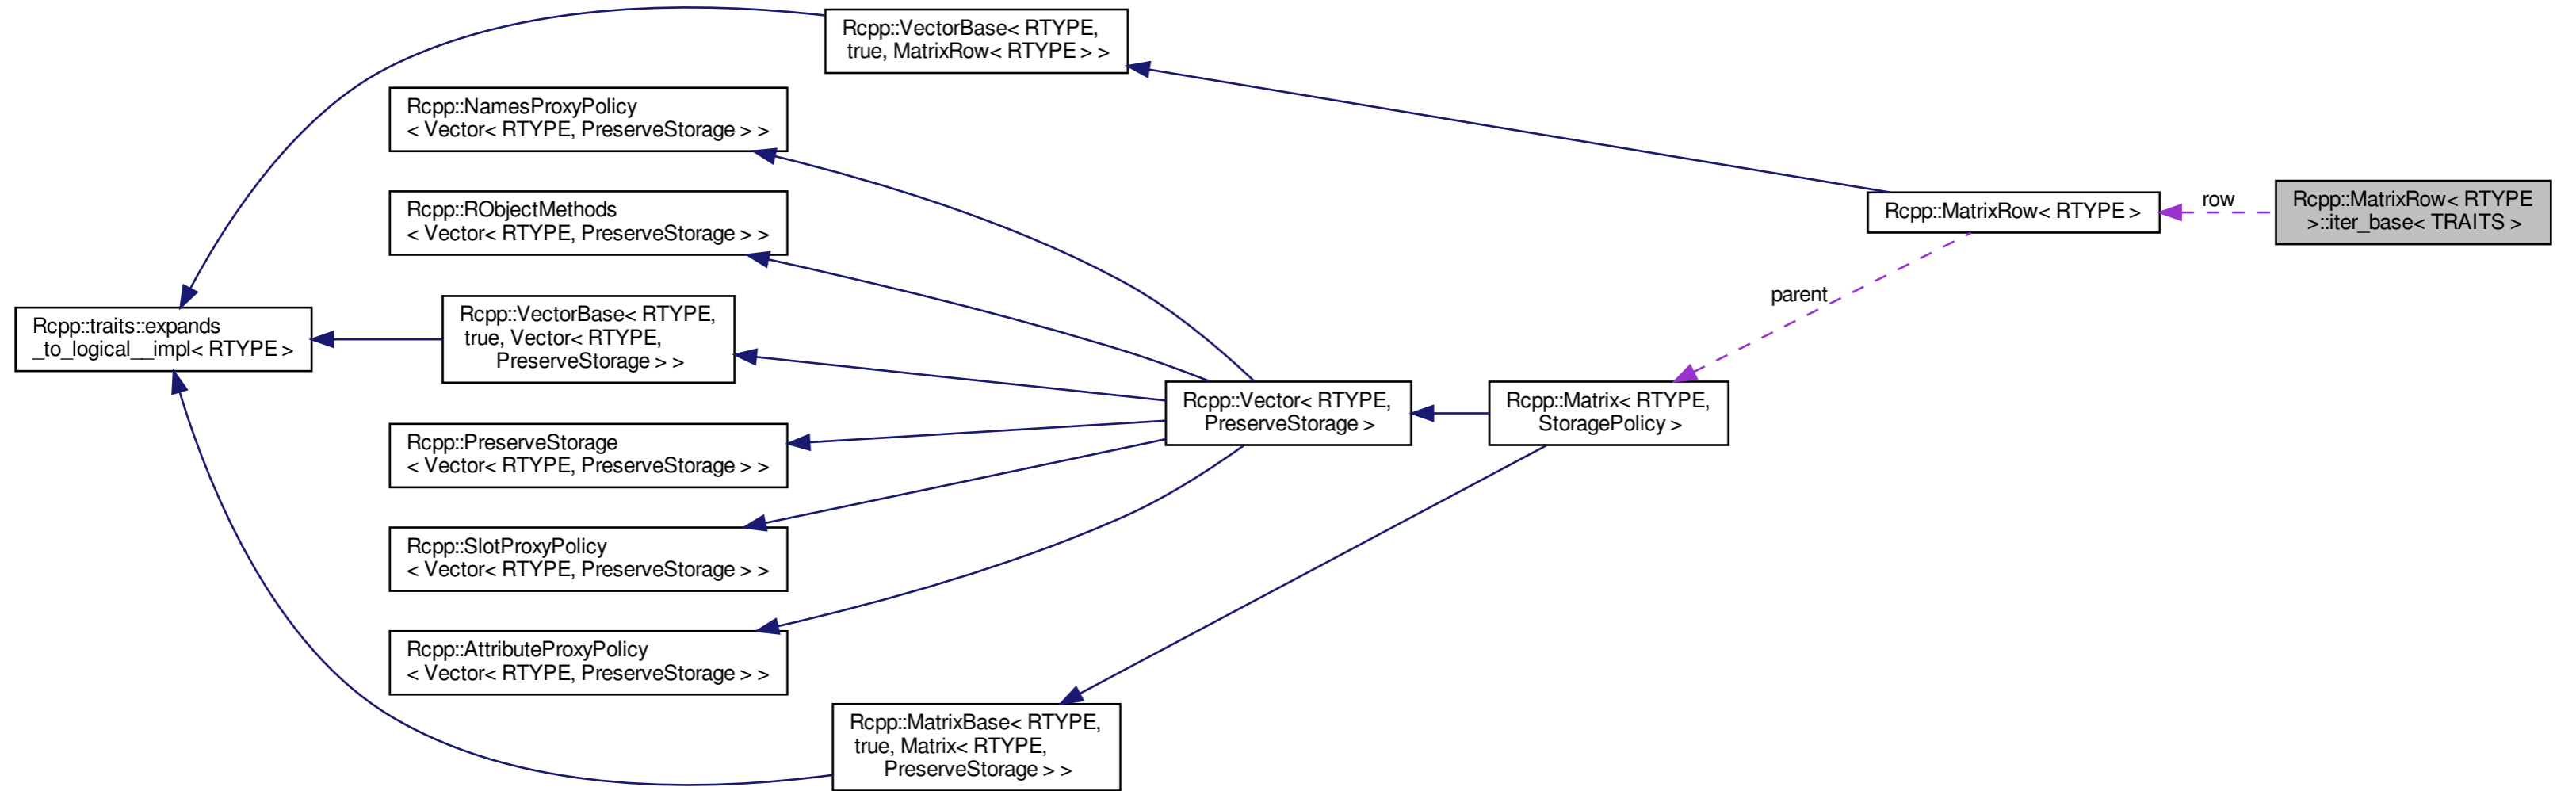 Rcpp::VectorBase< RTYPE,
true, MatrixRow< RTYPE > >
Rcpp::NamesProxyPolicy
< Vector< RTYPE, PreserveStorage > >
Rcpp::RObjectMethods
< Vector< RTYPE, PreserveStorage > >
Rcpp::MatrixRow< RTYPE >
row
Rcpp::MatrixRow< RTYPE
>::iter_base< TRAITS >
parent
Rcpp::traits::expands
_to_logical__impl< RTYPE >
Rcpp::VectorBase< RTYPE,
true, Vector< RTYPE,
PreserveStorage > >
Rcpp::Vector< RTYPE,
PreserveStorage >
Rcpp::Matrix< RTYPE,
StoragePolicy >
Rcpp::PreserveStorage
< Vector< RTYPE, PreserveStorage > >
Rcpp::SlotProxyPolicy
< Vector< RTYPE, PreserveStorage > >
Rcpp::AttributeProxyPolicy
< Vector< RTYPE, PreserveStorage > >
Rcpp::MatrixBase< RTYPE,
true, Matrix< RTYPE,
PreserveStorage > >